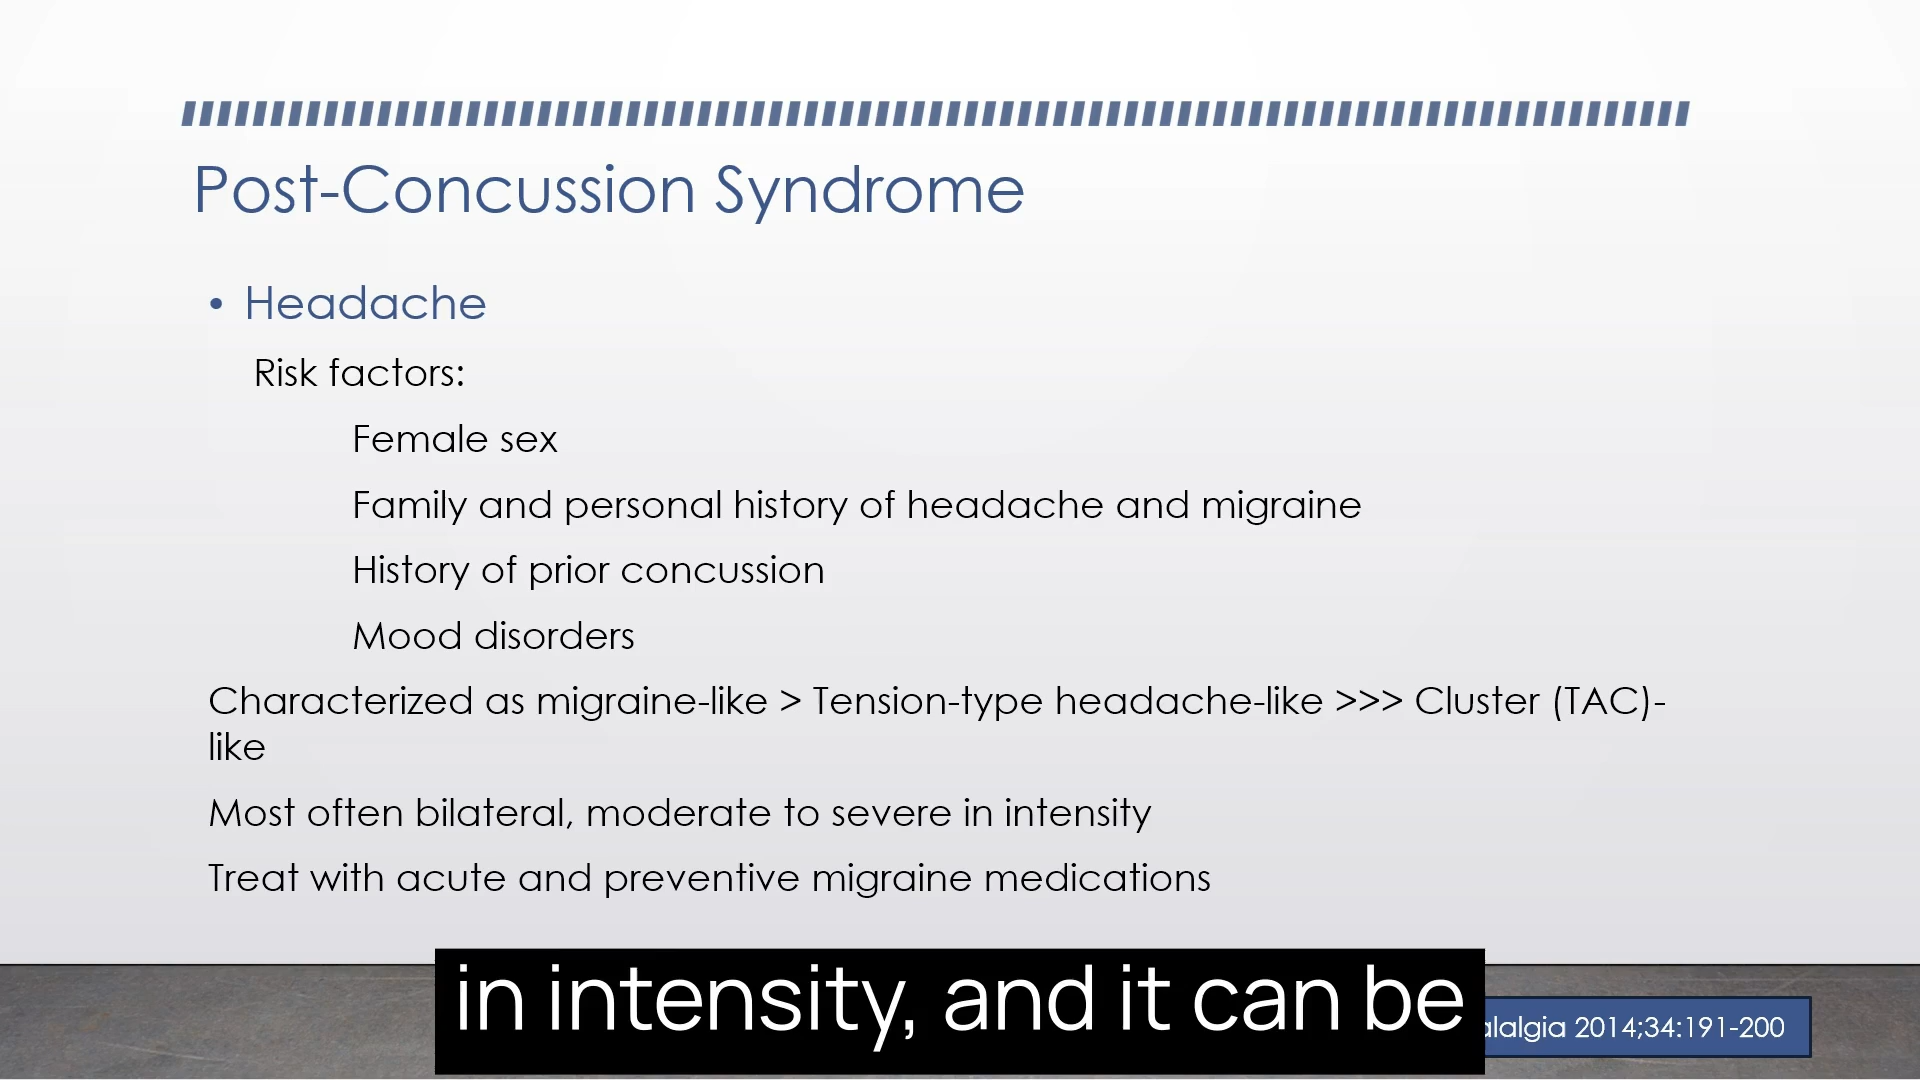 Post-Concussion Syndrome
• Headache
Risk factors:
Female sex
Family and personal history of headache and migraine
History of prior concussion
Mood disorders
Characterized as migraine-like > Tension-type headache-like >>> Cluster (TAC)-
like
Most often bilateral, moderate to severe in intensity
Treat with acute and preventive migraine medications
in intensity, and it can be
2014;34:191-200